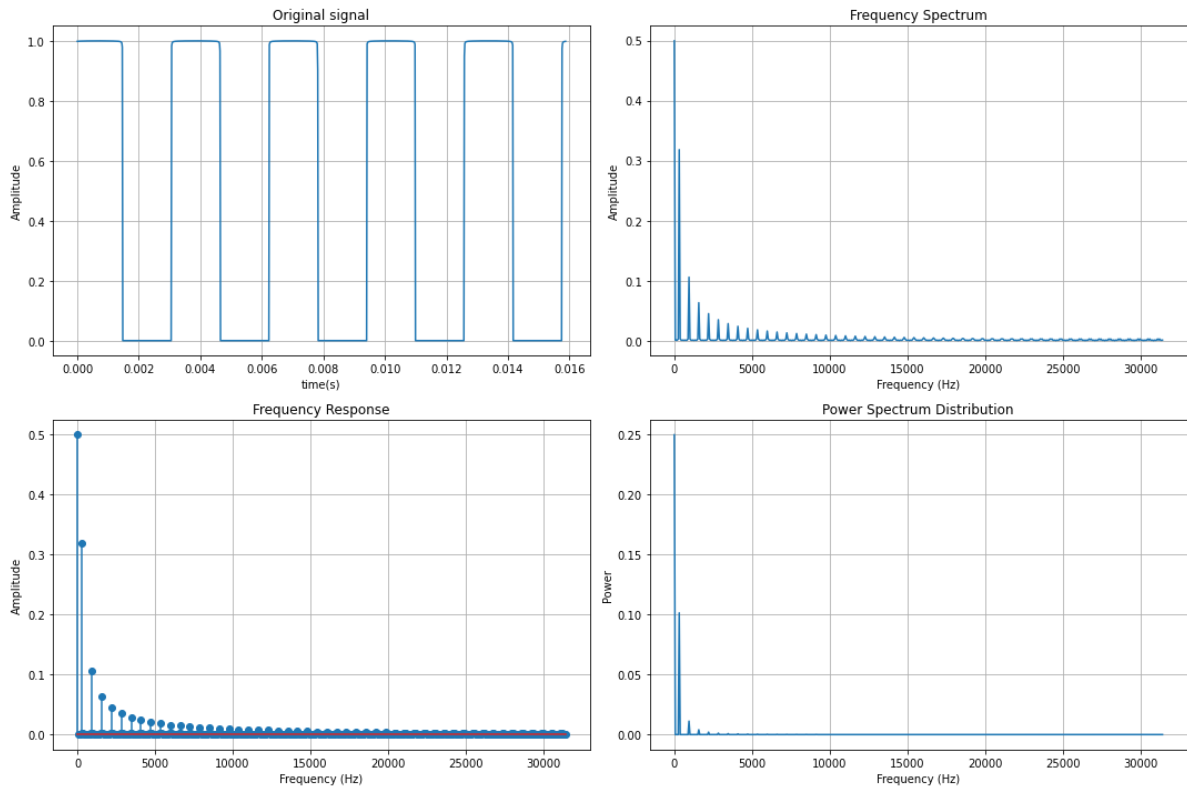 Original signal
Amplitude
1.0
0.8
0.6
0.4
0.2
0.0
0.000 0.002 0.004 0.006 0.008 0.010 0.012 0.014 0.016
time(s)
Frequency Spectrum
Amplitude
0.5
0.4
0.3
0.2
0.1
0.0
0 5000 10000 15000 20000 25000 30000
Frequency (Hz)
Frequency Response
Amplitude
0.5
0.4
0.3
0.2
0.1
0.0
0 5000 10000 15000 20000 25000 30000
Frequency (Hz)
Power Spectrum Distribution
Power
0.25
0.20
0.15
0.10
0.05
0.00
0 5000 10000 15000 20000 25000 30000
Frequency (Hz)